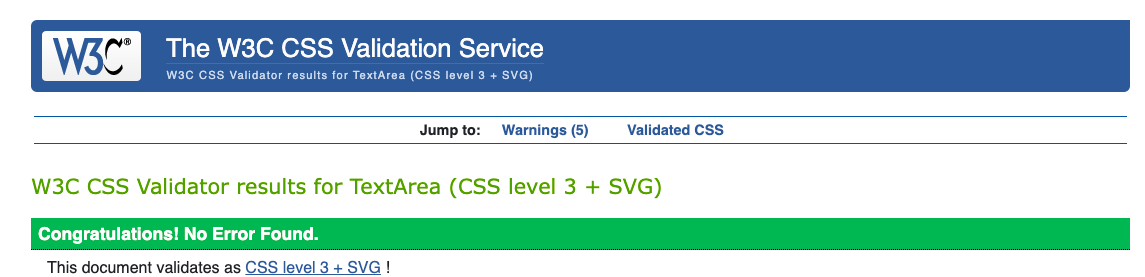 W3C®
The W3C CSS Validation Service
W3C CSS Validator results for TextArea (CSS level 3 + SVG)
Jump to: Warnings (5) Validated CSS
W3C CSS Validator results for TextArea (CSS level 3 + SVG)
Congratulations! No Error Found.
This document validates as CSS level 3 + SVG !